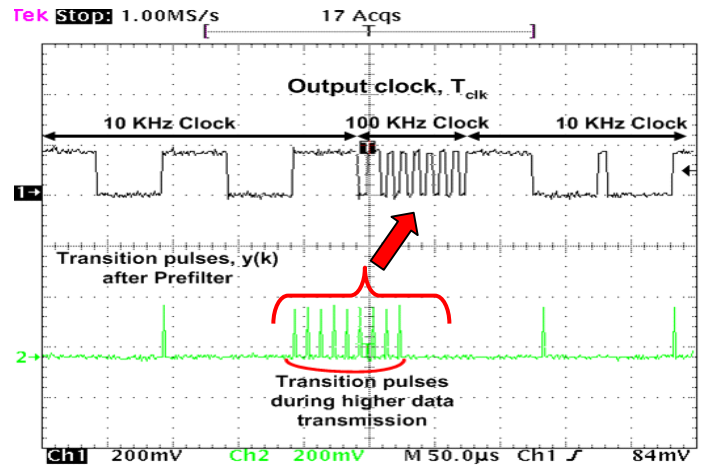 Tek Stop: 1.00MS/s 17 Acqs
T
Output clock, Tclk
10 KHz Clock 100 KHz Clock 10 KHz Clock
T
1→
Transition pulses, y(k)
after Prefilter
2→
Transition pulses
during higher data
transmission
Ch1 200mV Ch2 200mV M 50.0µs Ch1 84mV